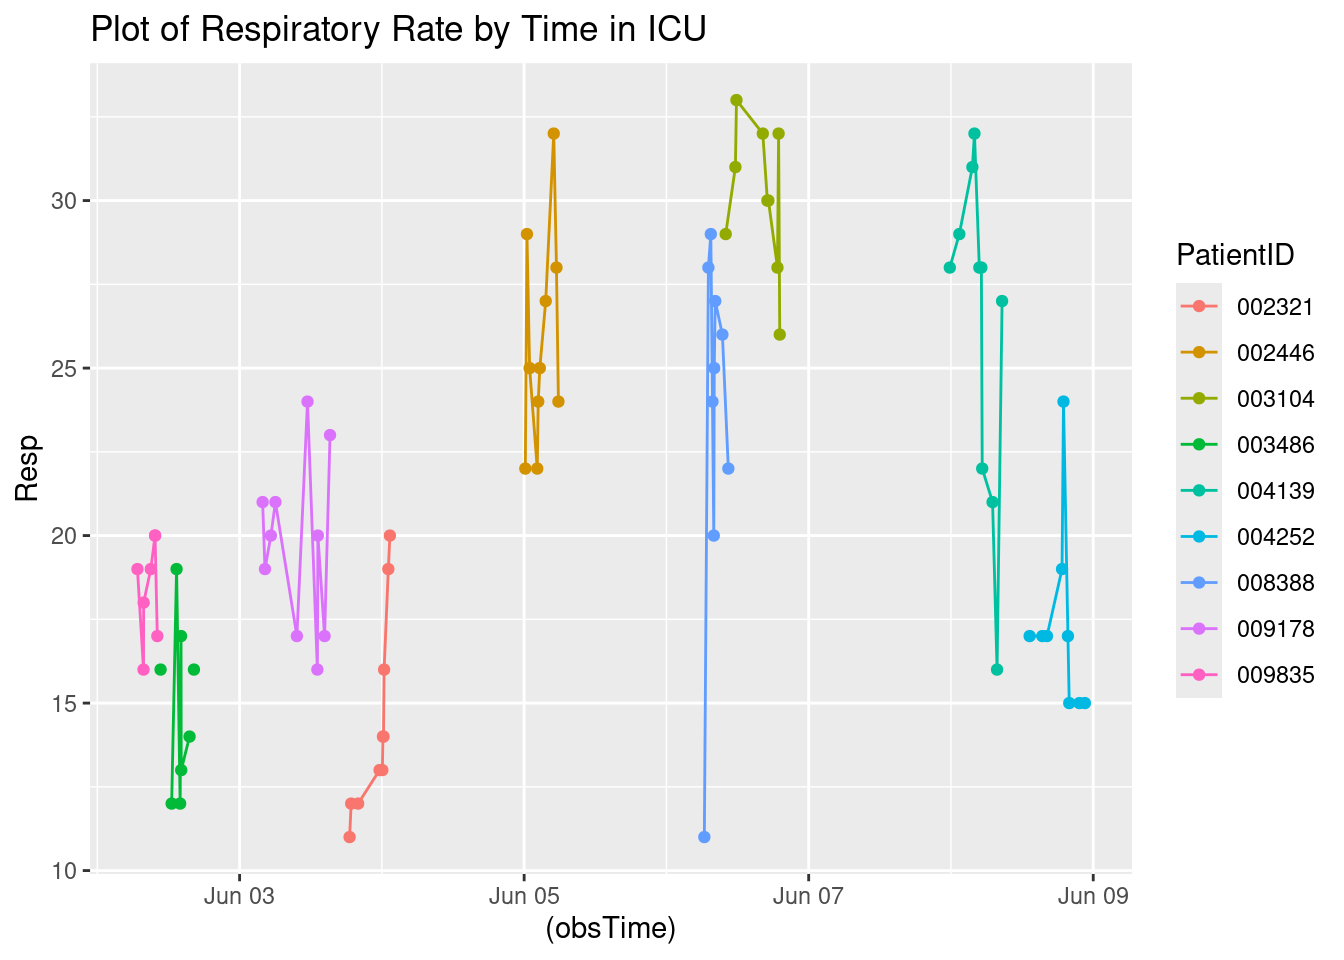 Plot of Respiratory Rate by Time in ICU
Resp
30
25
20
15
10
Jun 03
Jun 05
Jun 07
Jun 09
(obsTime)
PatientID
002321
002446
003104
003486
004139
004252
008388
009178
009835